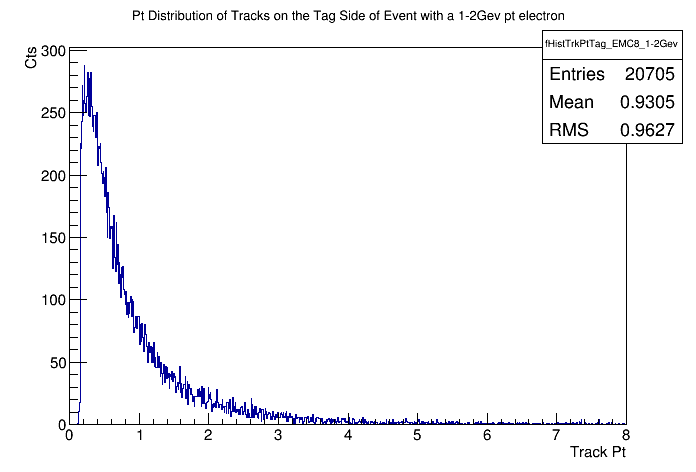 Pt Distribution of Tracks on the Tag Side of Event with a 1-2Gev pt electron
Cts
fHistTrkPtTag_EMC8_1-2Gev
Entries 20705
Mean 0.9305
RMS 0.9627
300
250
200
150
100
50
0
0 1 2 3 4 5 6 7 8
Track Pt